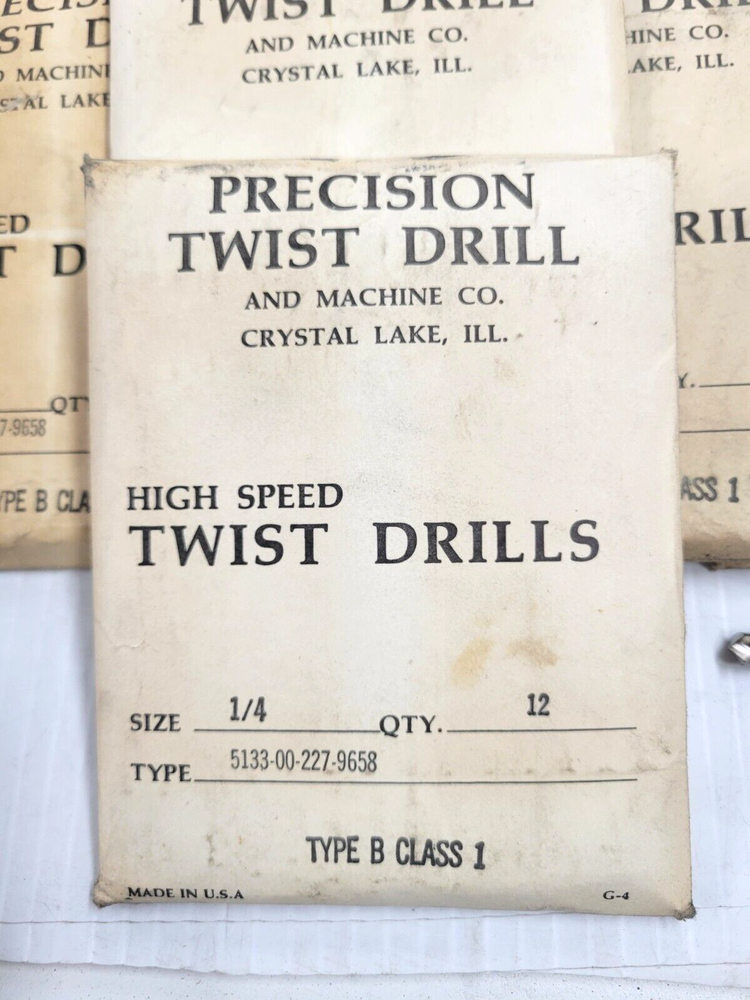 TWIST DRILL
AND MACHINE CO.
CRYSTAL LAKE, ILL.
PRECISION
TWIST DRILL
AND MACHINE CO.
CRYSTAL LAKE, ILL.
HIGH SPEED
TWIST DRILLS
SIZE 1/4 QTY. 12
TYPE 5133-00-227-9658
TYPE B CLASS 1
MADE IN U.S.A G-4